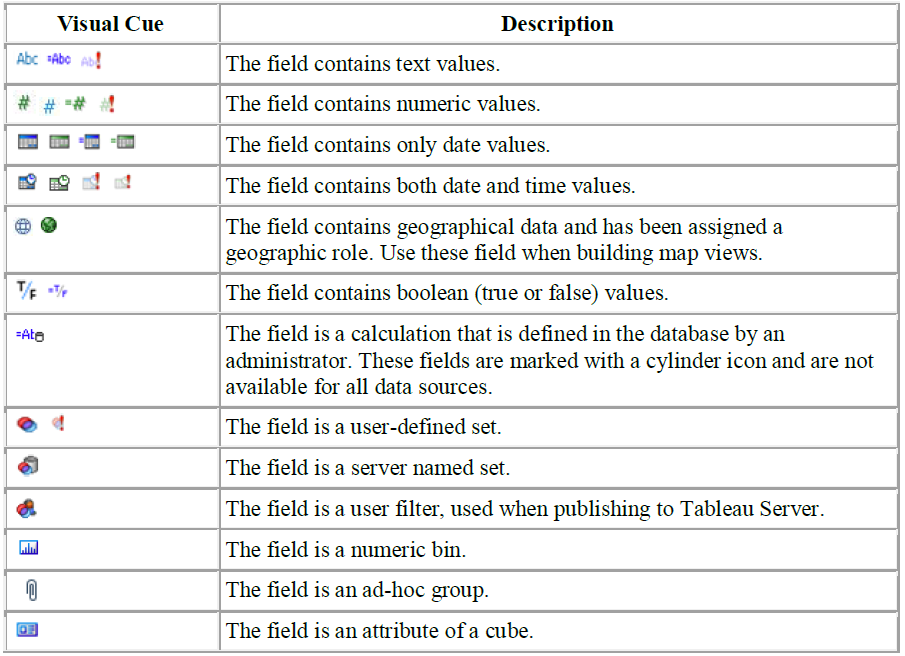 Visual Cue Description
Abc =Abc Abc! The field contains text values.
# # =# #! The field contains numeric values.
= = The field contains only date values.
! ! The field contains both date and time values.
The field contains geographical data and has been assigned a
geographic role. Use these field when building map views.
T/F =T/F The field contains boolean (true or false) values.
=Ab The field is a calculation that is defined in the database by an
administrator. These fields are marked with a cylinder icon and are not
available for all data sources.
! The field is a user-defined set.
The field is a server named set.
The field is a user filter, used when publishing to Tableau Server.
The field is a numeric bin.
The field is an ad-hoc group.
The field is an attribute of a cube.